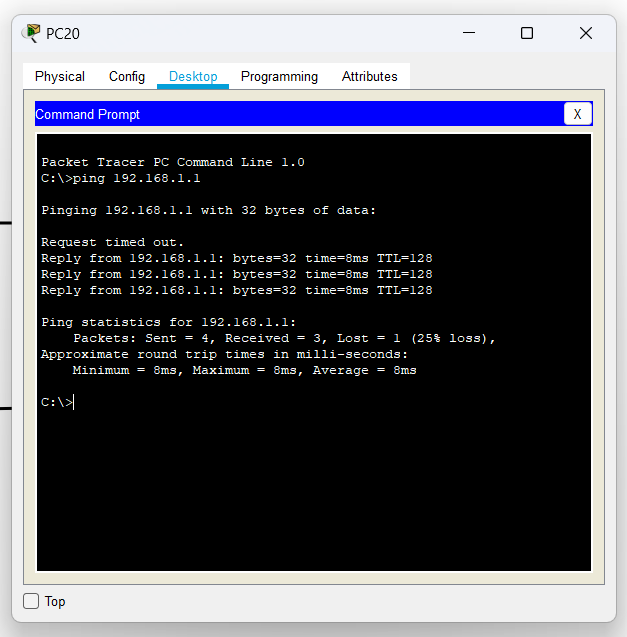 PC20
Physical Config Desktop Programming Attributes
Command Prompt
X
Packet Tracer PC Command Line 1.0
C:\>ping 192.168.1.1
Pinging 192.168.1.1 with 32 bytes of data:
Request timed out.
Reply from 192.168.1.1: bytes=32 time=8ms TTL=128
Reply from 192.168.1.1: bytes=32 time=8ms TTL=128
Reply from 192.168.1.1: bytes=32 time=8ms TTL=128
Ping statistics for 192.168.1.1:
    Packets: Sent = 4, Received = 3, Lost = 1 (25% loss),
Approximate round trip times in milli-seconds:
    Minimum = 8ms, Maximum = 8ms, Average = 8ms
C:\>
Top